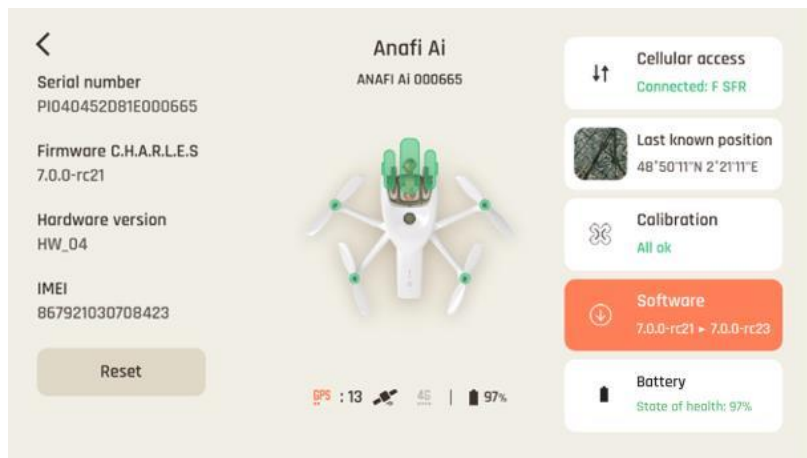 Anafi Ai
ANAFI Ai 000665
Serial number
PI040452D81E000665
Firmware C.H.A.R.L.E.S
7.0.0-rc21
Hardware version
HW_04
IMEI
867921030708423
Reset
GPS : 13 4G | 97%
Cellular access
Connected: F SFR
Last known position
48°50'11"N 2°21'11"E
Calibration
All ok
Software
7.0.0-rc21 ▸ 7.0.0-rc23
Battery
State of health: 97%